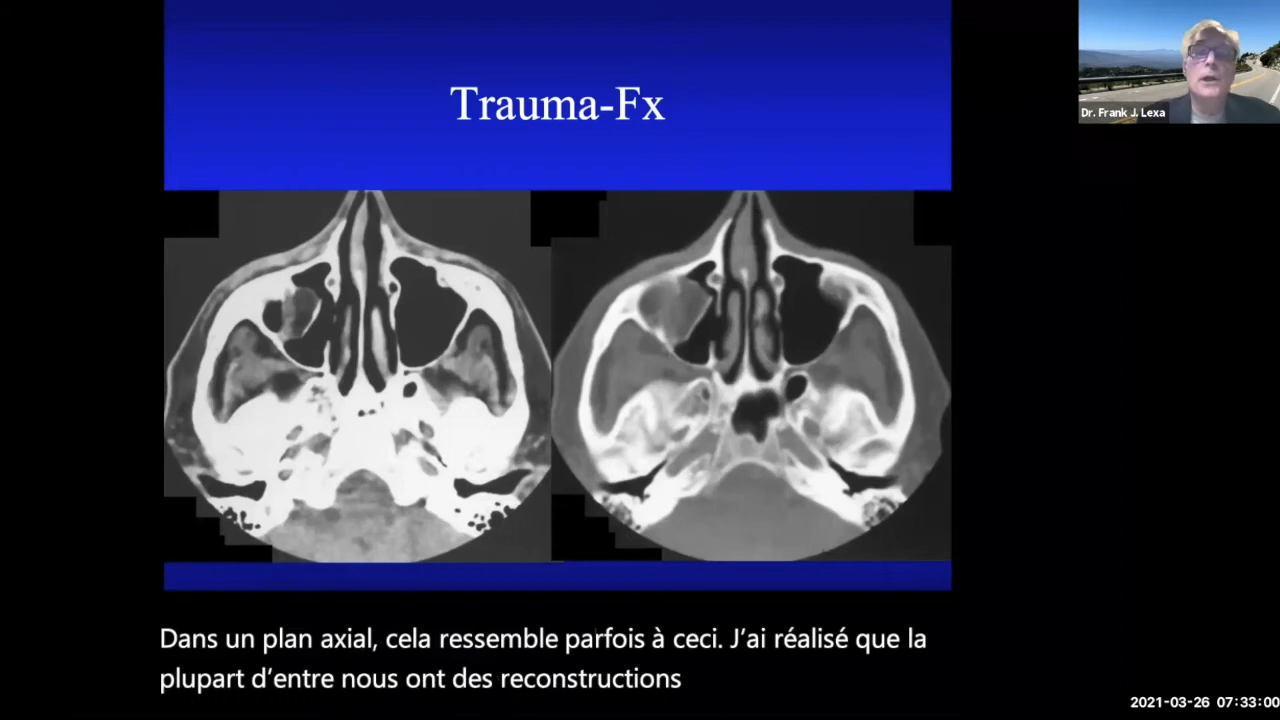 Trauma-Fx
Dr. Frank J. Lexa
Dans un plan axial, cela ressemble parfois à ceci. J’ai réalisé que la
plupart d’entre nous ont des reconstructions
2021-03-26 07:33:00